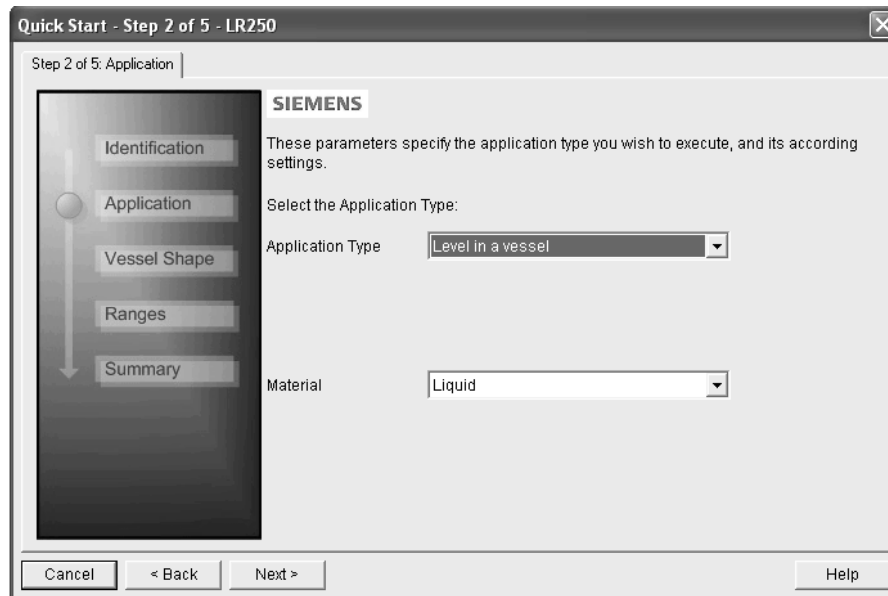 Quick Start - Step 2 of 5 - LR250
Step 2 of 5: Application
SIEMENS
Identification
Application
Vessel Shape
Ranges
Summary
These parameters specify the application type you wish to execute, and its according
settings.
Select the Application Type:
Application Type
Level in a vessel
Material
Liquid
Cancel
< Back
Next >
Help